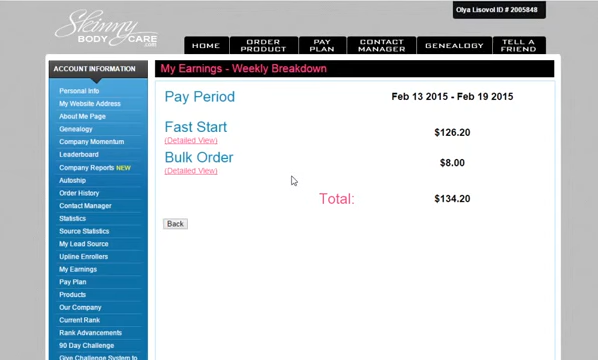 Olya Lisovol ID # 2005848
Skinny
BODY CARE
.com
HOME
ORDER PRODUCT
PAY PLAN
CONTACT MANAGER
GENEALOGY
TELL A FRIEND
ACCOUNT INFORMATION
Personal Info
My Website Address
About Me Page
Genealogy
Company Momentum
Leaderboard
Company Reports NEW
Autoship
Order History
Contact Manager
Statistics
Source Statistics
My Lead Source
Upline Enrollers
My Earnings
Pay Plan
Products
Our Company
Current Rank
Rank Advancements
90 Day Challenge
Give Challenge System to
My Earnings - Weekly Breakdown
Pay Period Feb 13 2015 - Feb 19 2015
Fast Start $126.20
(Detailed View)
Bulk Order $8.00
(Detailed View)
Total: $134.20
Back